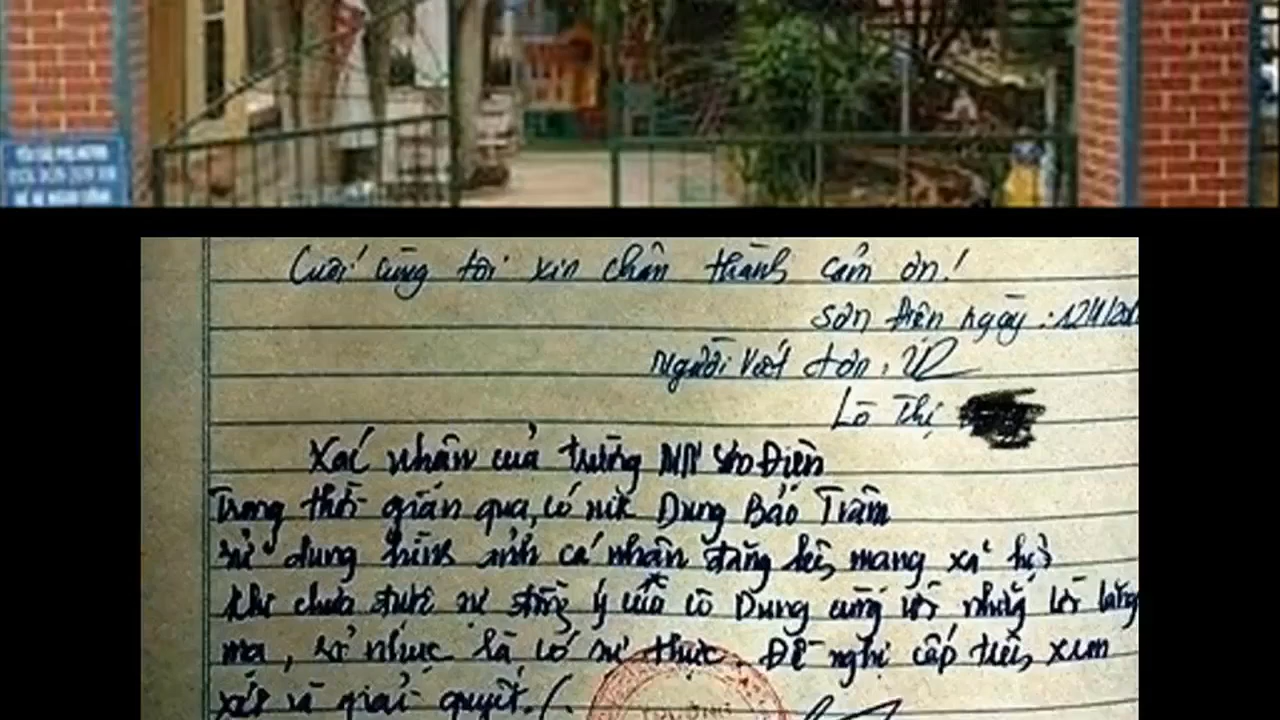 Cuối cùng tôi xin chân thành cảm ơn!
Sơn Điện ngày: 12/4/20
Người viết đơn:
Lò Thị
Xác nhận của trường MN Sơn Điện
Trong thời gian qua, có nik Dung Bảo Trâm
sử dụng hình ảnh cá nhân đăng lên mạng xã hội
khi chưa được sự đồng ý của cô Dung cùng với những lời lăng
mạ, sỉ nhục là có sự thực. Đề nghị cấp trên xem
xét và giải quyết./.
TRƯỜNG